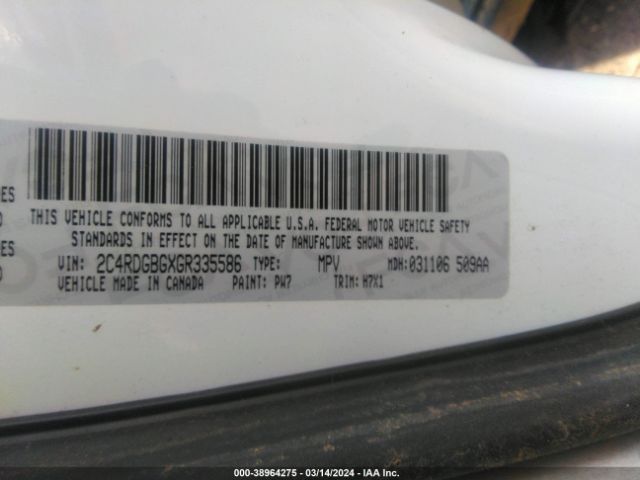 ES
THIS VEHICLE CONFORMS TO ALL APPLICABLE U.S.A. FEDERAL MOTOR VEHICLE SAFETY
STANDARDS IN EFFECT ON THE DATE OF MANUFACTURE SHOWN ABOVE.
ES
VIN: 2C4RDGBGXGR335586 TYPE: MPV MDH:031106 509AA
VEHICLE MADE IN CANADA PAINT: PW7 TRIM: H7X1
000-38964275 - 03/14/2024 - IAA Inc.